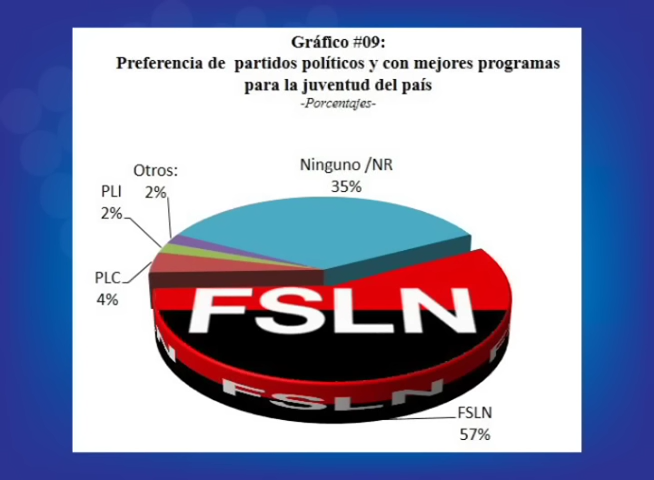 Gráfico #09:
Preferencia de partidos políticos y con mejores programas
para la juventud del país
-Porcentajes-
Otros:
2%
Ninguno /NR
35%
PLI
2%
PLC
4%
FSLN
FSLN
FSLN
57%